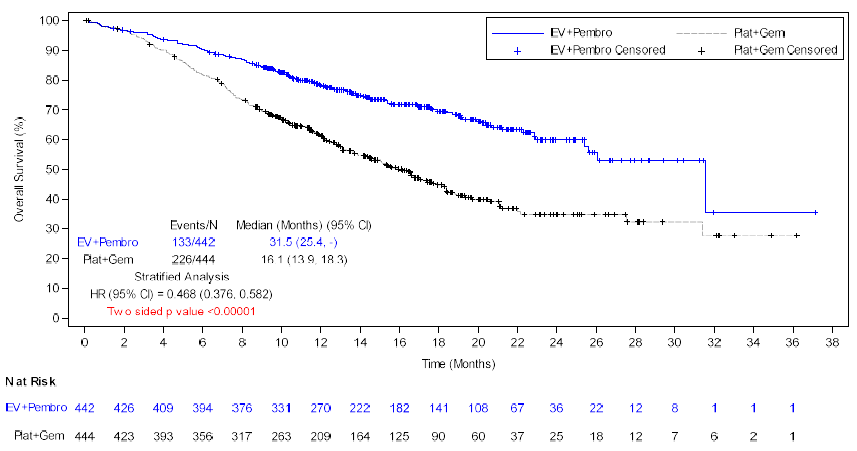 EV+Pembro
Plat+Gem
EV+Pembro Censored
Plat+Gem Censored
100
90
80
70
60
50
40
30
20
10
0
Overall Survival (%)
Events/N Median (Months) (95% CI)
EV+Pembro 133/442 31.5 (25.4, -)
Plat+Gem 226/444 16.1 (13.9, 18.3)
Stratified Analysis
HR (95% CI) = 0.468 (0.376, 0.582)
Two sided p value <0.00001
0 2 4 6 8 10 12 14 16 18 20 22 24 26 28 30 32 34 36 38
Time (Months)
N at Risk
EV+Pembro 442 426 409 394 376 331 270 222 182 141 108 67 36 22 12 8 1 1 1
Plat+Gem 444 423 393 356 317 263 209 164 125 90 60 37 25 18 12 7 6 2 1